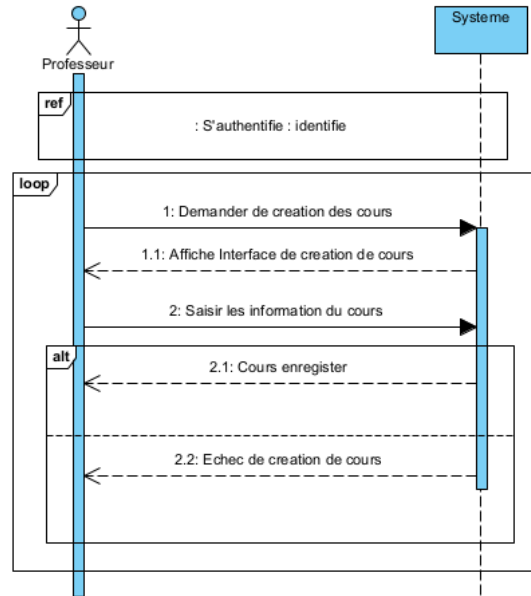 Systeme
Professeur
ref
: S'authentifie : identifie
loop
1: Demander de creation des cours
1.1: Affiche Interface de creation de cours
2: Saisir les information du cours
alt
2.1: Cours enregister
2.2: Echec de creation de cours